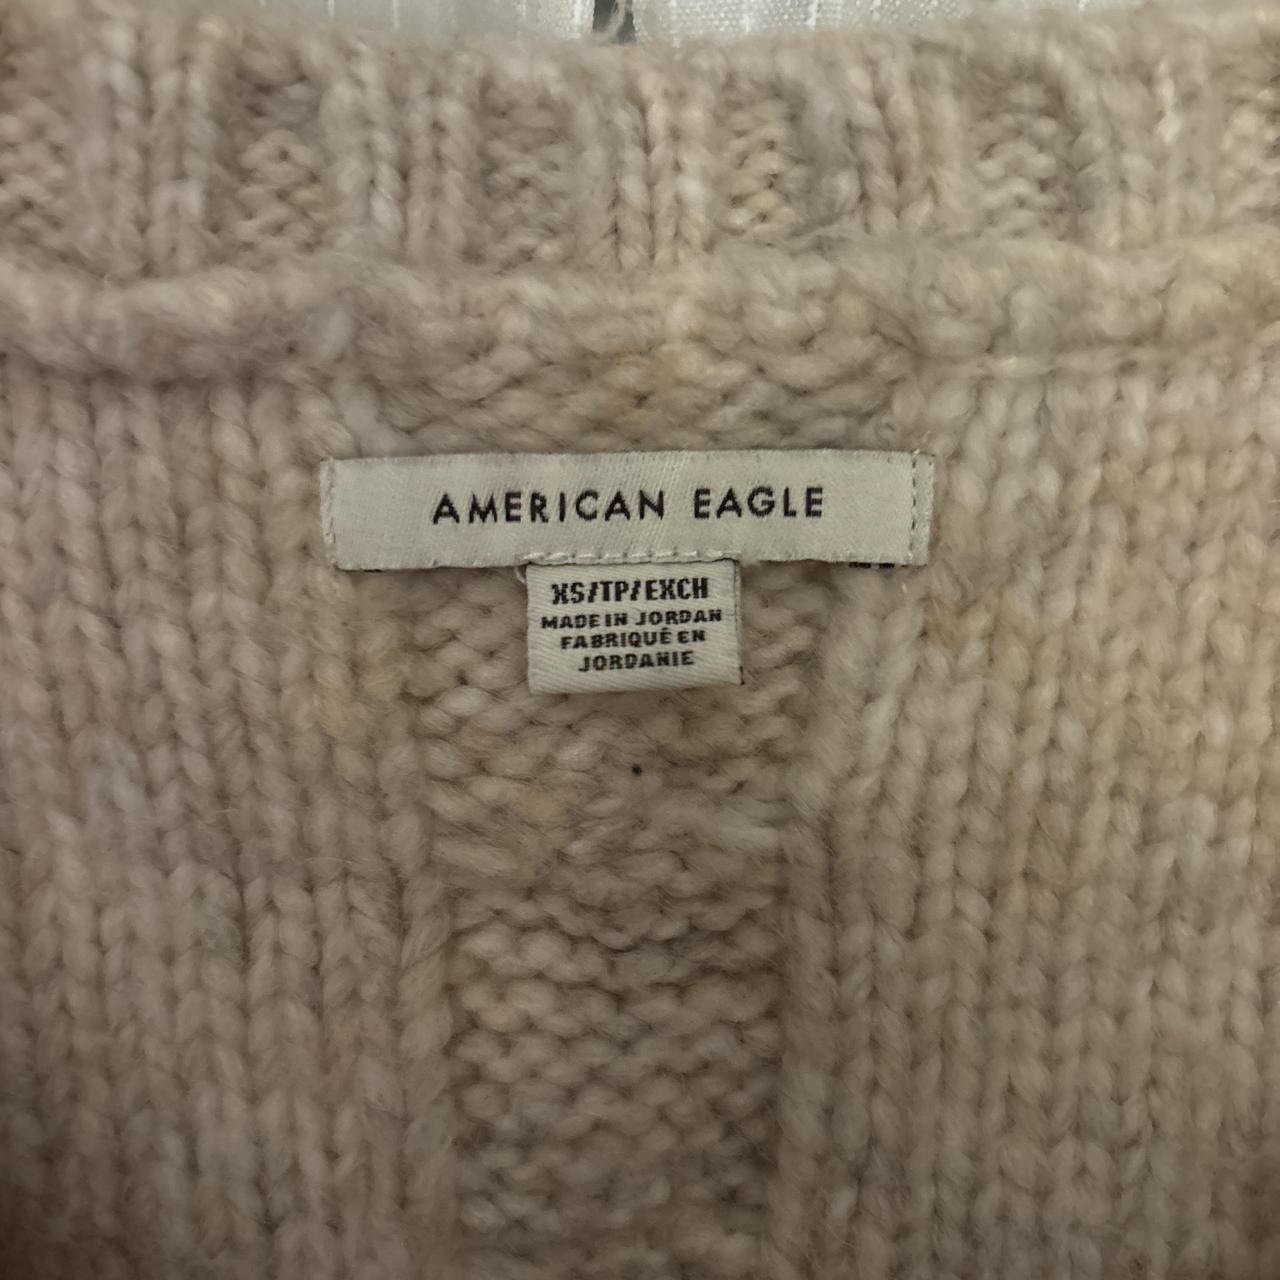 AMERICAN EAGLE
XS/TP/EXCH
MADE IN JORDAN
FABRIQUÉ EN
JORDANIE